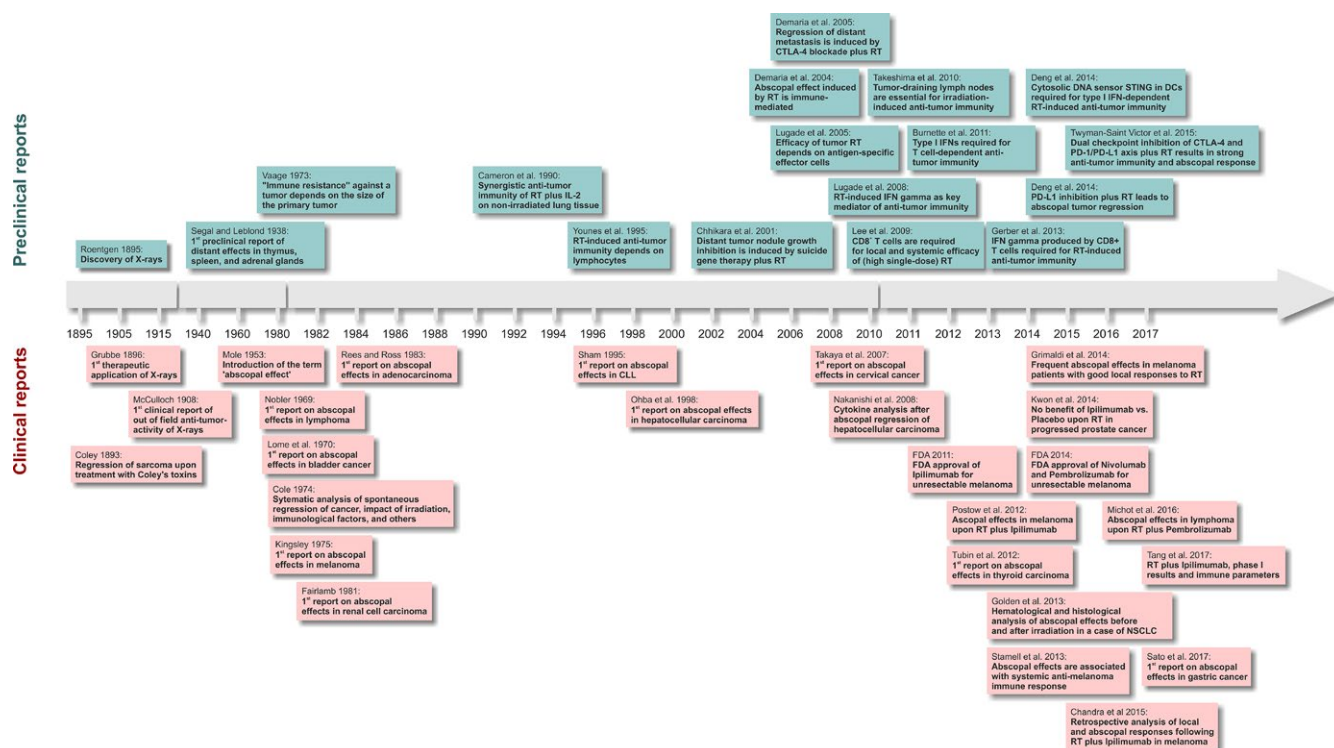 Preclinical reports
Demaria et al. 2005:
Regression of distant
metastasis is induced by
CTLA-4 blockade plus RT
Demaria et al. 2004:
Abscopal effect induced
by RT is immune-
mediated
Takeshima et al. 2010:
Tumor-draining lymph nodes
are essential for irradiation-
induced anti-tumor immunity
Deng et al. 2014:
Cytosolic DNA sensor STING in DCs
required for type I IFN-dependent
RT-induced anti-tumor immunity
Lugade et al. 2005:
Efficacy of tumor RT
depends on antigen-specific
effector cells
Burnette et al. 2011:
Type I IFNs required for
T cell-dependent anti-
tumor immunity
Twyman-Saint Victor et al. 2015:
Dual checkpoint inhibition of CTLA-4 and
PD-1/PD-L1 axis plus RT results in strong
anti-tumor immunity and abscopal response
Vaage 1973:
"Immune resistance" against a
tumor depends on the size of
the primary tumor
Cameron et al. 1990:
Synergistic anti-tumor
immunity of RT plus IL-2
on non-irradiated lung tissue
Lugade et al. 2008:
RT-induced IFN gamma as key
mediator of anti-tumor immunity
Deng et al. 2014:
PD-L1 inhibition plus RT leads to
abscopal tumor regression
Roentgen 1895:
Discovery of X-rays
Segal and Leblond 1938:
1st preclinical report of
distant effects in thymus,
spleen, and adrenal glands
Younes et al. 1995:
RT-induced anti-tumor
immunity depends on
lymphocytes
Chhikara et al. 2001:
Distant tumor nodule growth
inhibition is induced by suicide
gene therapy plus RT
Lee et al. 2009:
CD8+ T cells are required
for local and systemic efficacy
of (high single-dose) RT
Gerber et al. 2013:
IFN gamma produced by CD8+
T cells required for RT-induced
anti-tumor immunity
1895 1905 1915 1940 1960 1980 1982 1984 1986 1988 1990 1992 1994 1996 1998 2000 2002 2004 2006 2008 2010 2011 2012 2013 2014 2015 2016 2017
Clinical reports
Grubbe 1896:
1st therapeutic
application of X-rays
Mole 1953:
Introduction of the term
'abscopal effect'
Rees and Ross 1983:
1st report on abscopal
effects in adenocarcinoma
Sham 1995:
1st report on abscopal
effects in CLL
Takaya et al. 2007:
1st report on abscopal
effects in cervical cancer
Grimaldi et al. 2014:
Frequent abscopal effects in melanoma
patients with good local responses to RT
McCulloch 1908:
1st clinical report of
out of field anti-tumor-
activity of X-rays
Nobler 1969:
1st report on abscopal
effects in lymphoma
Ohba et al. 1998:
1st report on abscopal effects
in hepatocellular carcinoma
Nakanishi et al. 2008:
Cytokine analysis after
abscopal regression of
hepatocellular carcinoma
Kwon et al. 2014:
No benefit of Ipilimumab vs.
Placebo upon RT in
progressed prostate cancer
Coley 1893:
Regression of sarcoma upon
treatment with Coley's toxins
Lome et al. 1970:
1st report on abscopal
effects in bladder cancer
FDA 2011:
FDA approval of
Ipilimumab for
unresectable melanoma
FDA 2014:
FDA approval of Nivolumab
and Pembrolizumab for
unresectable melanoma
Cole 1974:
Sytematic analysis of spontaneous
regression of cancer, impact of irradiation,
immunological factors, and others
Postow et al. 2012:
Ascopal effects in melanoma
upon RT plus Ipilimumab
Michot et al. 2016:
Abscopal effects in lymphoma
upon RT plus Pembrolizumab
Kingsley 1975:
1st report on abscopal
effects in melanoma
Tubin et al. 2012:
1st report on abscopal
effects in thyroid carcinoma
Tang et al. 2017:
RT plus Ipilimumab, phase I
results and immune parameters
Fairlamb 1981:
1st report on abscopal
effects in renal cell carcinoma
Golden et al. 2013:
Hematological and histological
analysis of abscopal effects before
and after irradiation in a case of NSCLC
Stamell et al. 2013:
Abscopal effects are associated
with systemic anti-melanoma
immune response
Sato et al. 2017:
1st report on abscopal
effects in gastric cancer
Chandra et al 2015:
Retrospective analysis of local
and abscopal responses following
RT plus Ipilimumab in melanoma